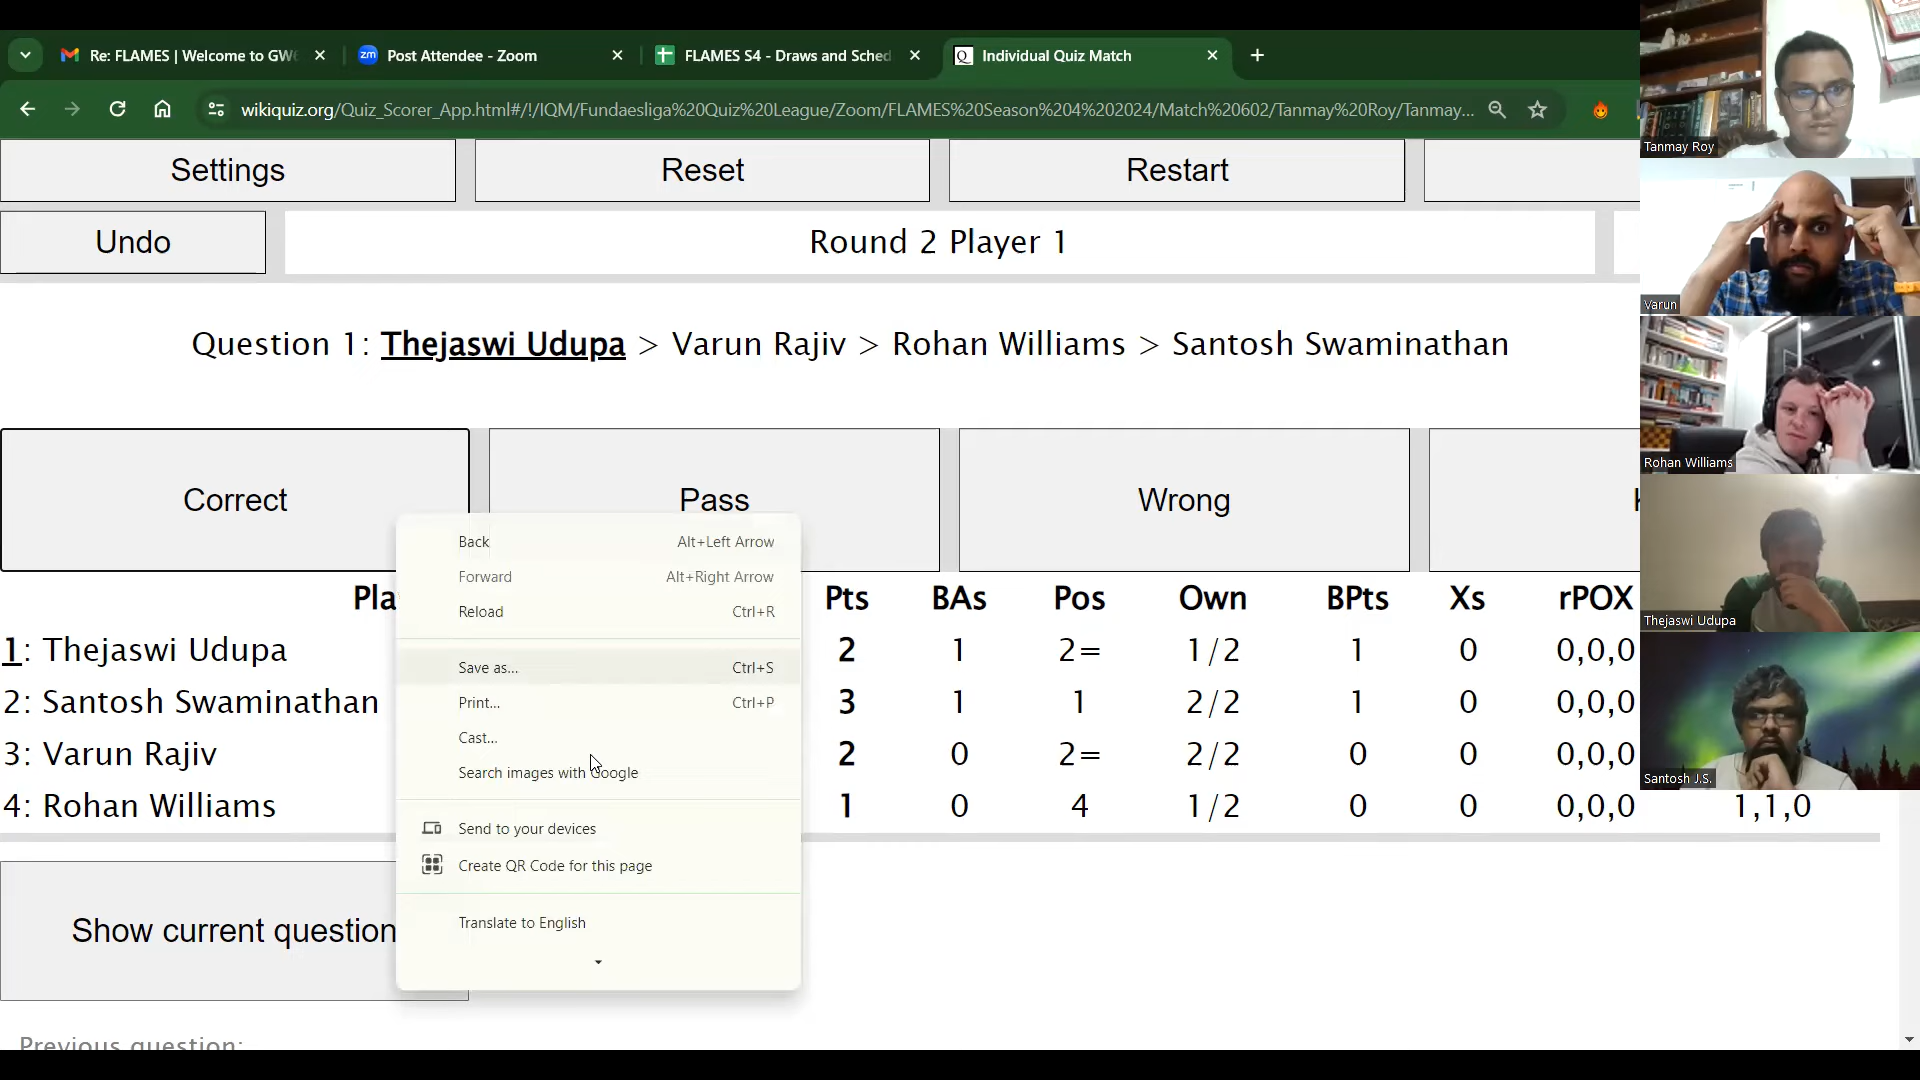 Re: FLAMES | Welcome to GW
Post Attendee - Zoom
FLAMES S4 - Draws and Sched
Individual Quiz Match
wikiquiz.org/Quiz_Scorer_App.html#/!/IQM/Fundaesliga%20Quiz%20League/Zoom/FLAMES%20Season%204%202024/Match%20602/Tanmay%20Roy/Tanmay...
Settings
Reset
Restart
Undo
Round 2 Player 1
Question 1: Thejaswi Udupa > Varun Rajiv > Rohan Williams > Santosh Swaminathan
Correct
Pass
Wrong
Back Alt+Left Arrow
Forward Alt+Right Arrow
Reload Ctrl+R
Save as... Ctrl+S
Print... Ctrl+P
Cast...
Search images with Google
Send to your devices
Create QR Code for this page
Translate to English
Pla Pts BAs Pos Own BPts Xs rPOX
1: Thejaswi Udupa 2 1 2= 1/2 1 0 0,0,0
2: Santosh Swaminathan 3 1 1 2/2 1 0 0,0,0
3: Varun Rajiv 2 0 2= 2/2 0 0 0,0,0
4: Rohan Williams 1 0 4 1/2 0 0 0,0,0 1,1,0
Show current question
Previous question:
Tanmay Roy
Varun
Rohan Williams
Thejaswi Udupa
Santosh J.S.